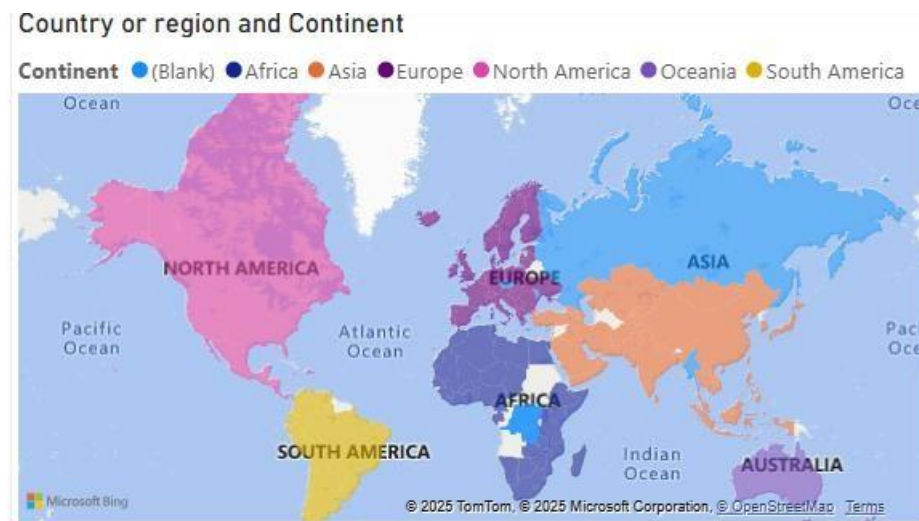 Country or region and Continent
Continent (Blank) Africa Asia Europe North America Oceania South America
Ocean
Oce
NORTH AMERICA
EUROPE
ASIA
Pacific
Ocean
Atlantic
Ocean
Pac
Oce
AFRICA
SOUTH AMERICA
Indian
Ocean
AUSTRALIA
Microsoft Bing
© 2025 TomTom, © 2025 Microsoft Corporation, © OpenStreetMap Terms